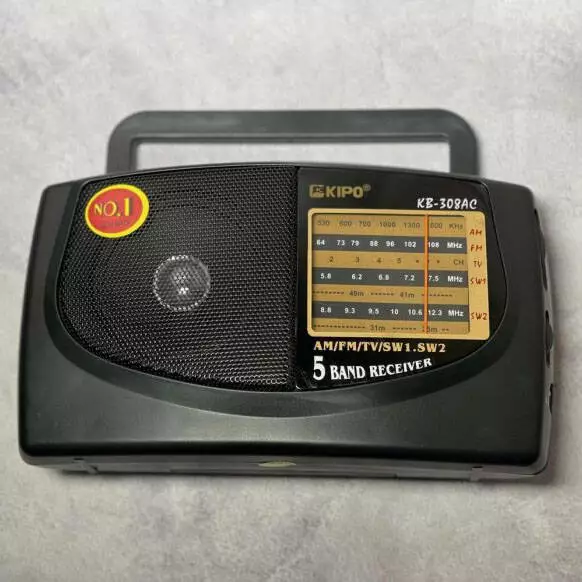 NO.1
KIPO®
KB-308AC
530 600 700 1000 1300 1600 KHz AM
64 73 79 88 96 102 108 MHz FM
2 3 4 5 • • CH TV
5.8 6.2 6.8 7.2 7.5 MHz SW1
49m 41m
8.8 9.3 9.5 10 10.6 12.3 MHz SW2
31m 25m
AM/FM/TV/SW1.SW2
5 BAND RECEIVER